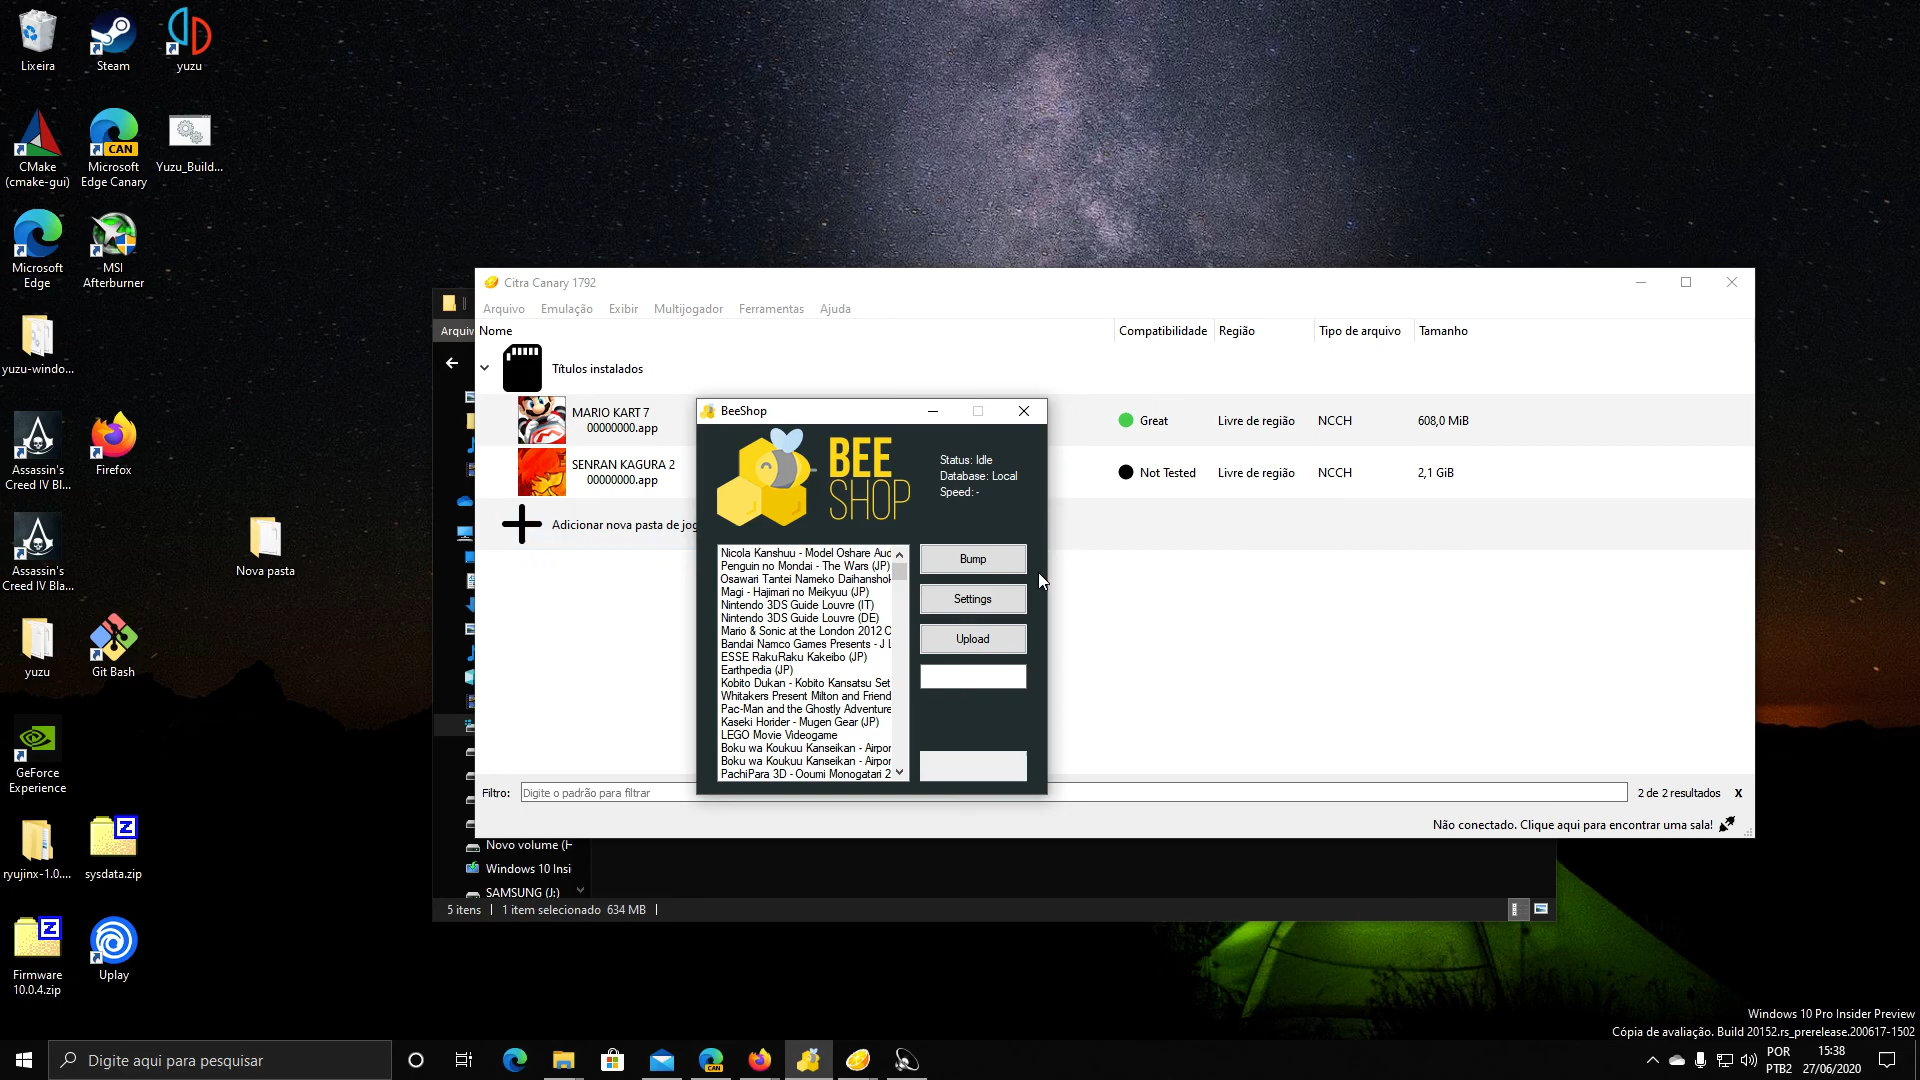 Lixeira
Steam
yuzu
CMake
(cmake-gui)
CAN
Microsoft
Edge Canary
Yuzu_Build...
Microsoft
Edge
MSI
Afterburner
yuzu-windo...
Assassin's
Creed IV Bl...
Firefox
Assassin's
Creed IV Bla...
Nova pasta
yuzu
Git Bash
GeForce
Experience
ryujinx-1.0....
Z
sysdata.zip
Z
Firmware
10.0.4.zip
Uplay
Citra Canary 1792
Arquivo
Emulação
Exibir
Multijogador
Ferramentas
Ajuda
Arquiv
Nome
Compatibilidade
Região
Tipo de arquivo
Tamanho
Títulos instalados
MARIO KART 7
00000000.app
Great
Livre de região
NCCH
608,0 MiB
SENRAN KAGURA 2
00000000.app
Not Tested
Livre de região
NCCH
2,1 GiB
Adicionar nova pasta de jog
BeeShop
BEE
SHOP
Status: Idle
Database: Local
Speed: -
Nicola Kanshuu - Model Oshare Aud
Penguin no Mondai - The Wars (JP)
Osawari Tantei Nameko Daihanshok
Magi - Hajimari no Meikyuu (JP)
Nintendo 3DS Guide Louvre (IT)
Nintendo 3DS Guide Louvre (DE)
Mario & Sonic at the London 2012 O
Bandai Namco Games Presents - J L
ESSE RakuRaku Kakeibo (JP)
Earthpedia (JP)
Kobito Dukan - Kobito Kansatsu Set
Whitakers Present Milton and Friend
Pac-Man and the Ghostly Adventure
Kaseki Horider - Mugen Gear (JP)
LEGO Movie Videogame
Boku wa Koukuu Kanseikan - Airpor
Boku wa Koukuu Kanseikan - Airpor
PachiPara 3D - Ooumi Monogatari 2
Bump
Settings
Upload
Filtro:
Digite o padrão para filtrar
2 de 2 resultados
X
Não conectado. Clique aqui para encontrar uma sala!
Novo volume (F
Windows 10 Insi
SAMSUNG (J:)
5 itens
1 item selecionado 634 MB
Windows 10 Pro Insider Preview
Cópia de avaliação. Build 20152.rs_prerelease.200617-1502
Digite aqui para pesquisar
CAN
POR
PTB2
15:38
27/06/2020